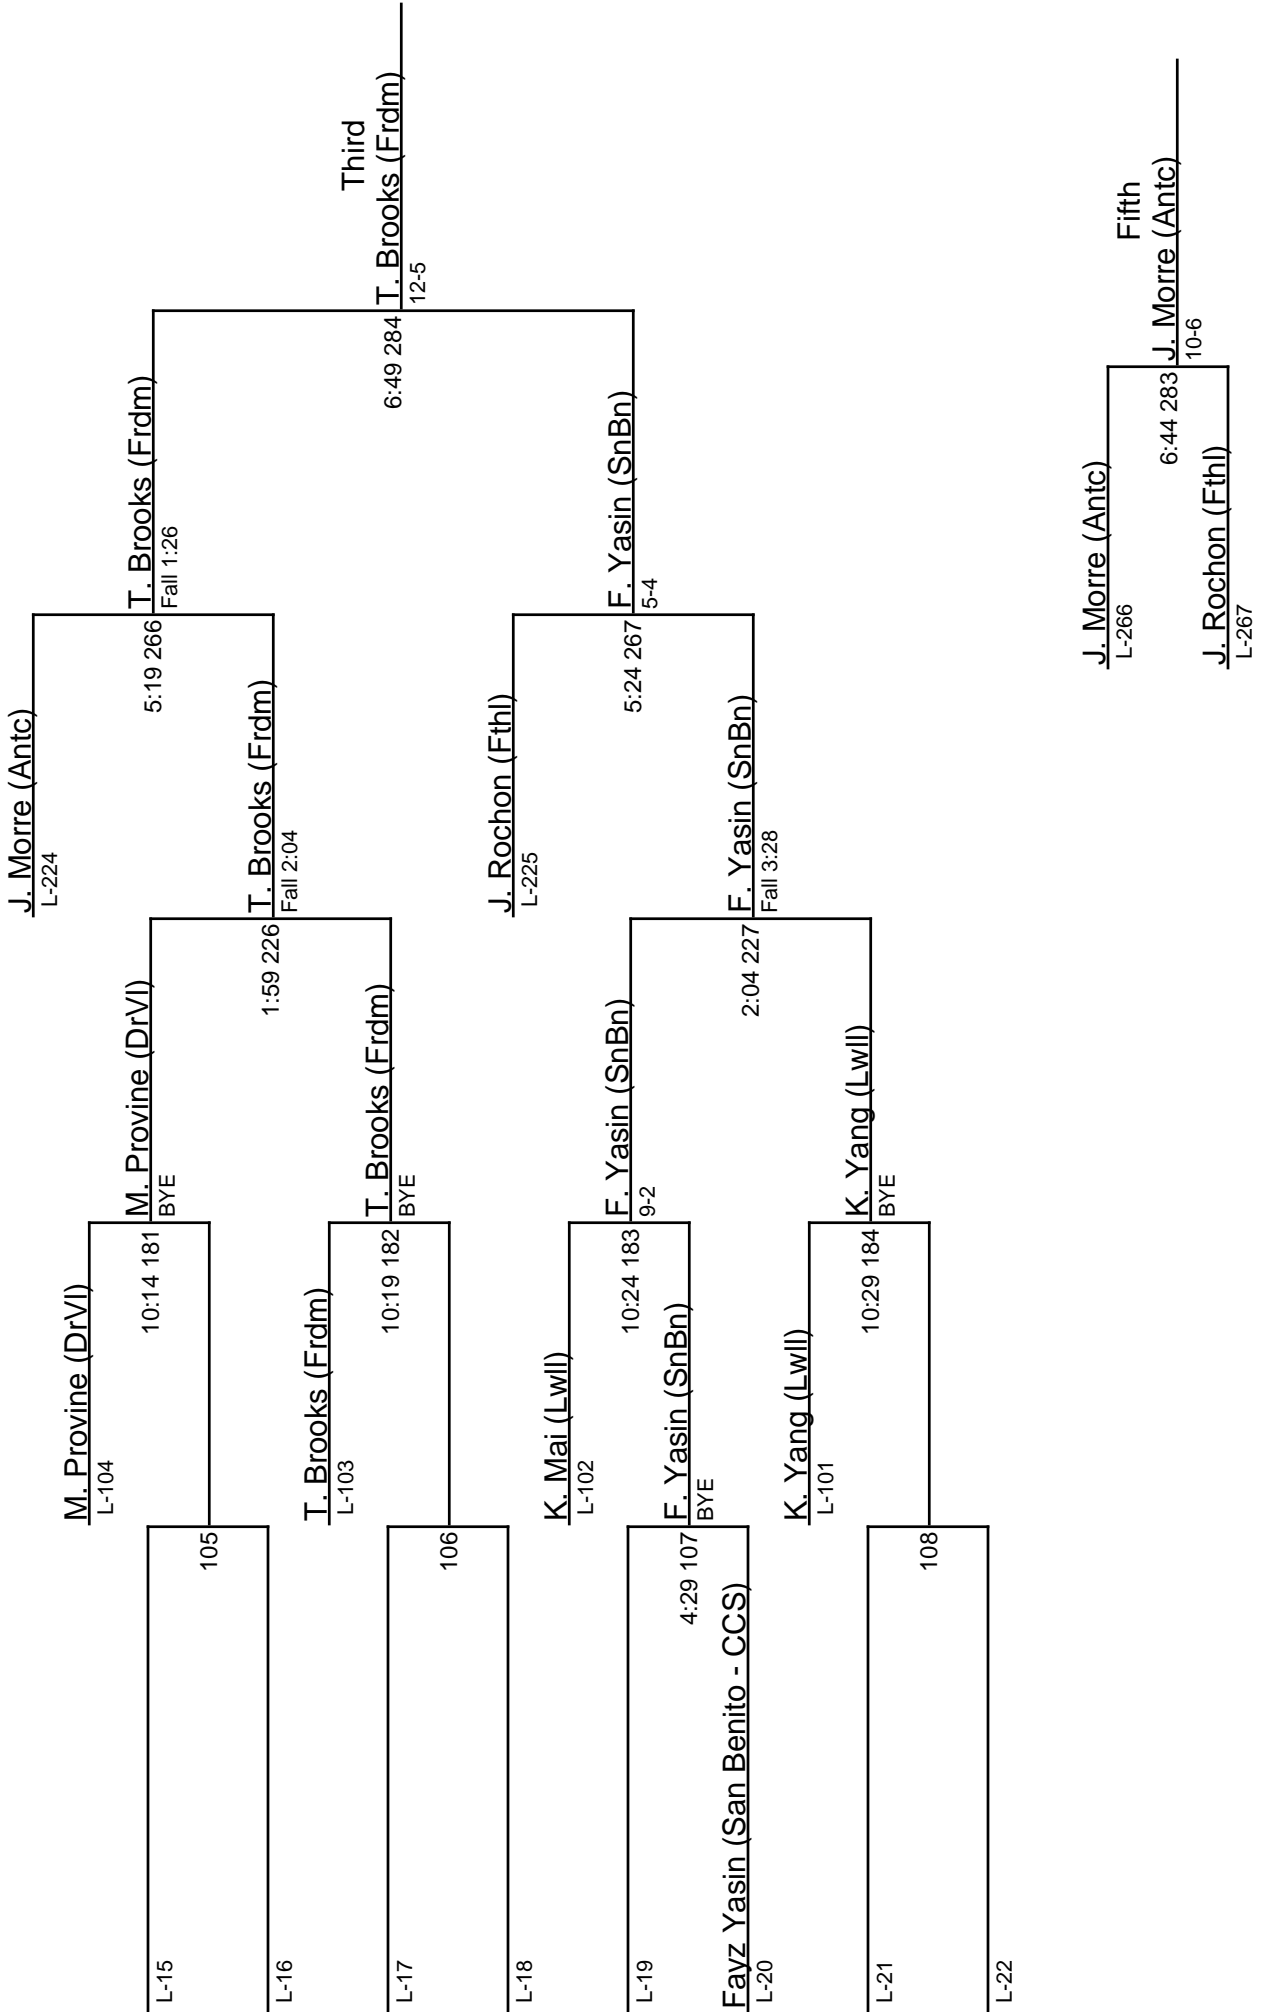 L-15
L-16
L-17
L-18
L-19
Fayz Yasin (San Benito - CCS)
L-20
L-21
L-22
M. Provine (DrVl)
L-104
105
T. Brooks (Frdm)
L-103
106
K. Mai (Lwll)
L-102
F. Yasin (SnBn)
BYE
4:29 107
K. Yang (Lwll)
L-101
108
M. Provine (DrVl)
BYE
10:14 181
T. Brooks (Frdm)
BYE
10:19 182
F. Yasin (SnBn)
9-2
10:24 183
K. Yang (Lwll)
BYE
10:29 184
J. Morre (Antc)
L-224
T. Brooks (Frdm)
Fall 2:04
1:59 226
J. Rochon (Fthl)
L-225
F. Yasin (SnBn)
Fall 3:28
2:04 227
T. Brooks (Frdm)
Fall 1:26
5:19 266
F. Yasin (SnBn)
5-4
5:24 267
Third
T. Brooks (Frdm)
12-5
6:49 284
J. Morre (Antc)
L-266
J. Rochon (Fthl)
L-267
Fifth
J. Morre (Antc)
10-6
6:44 283